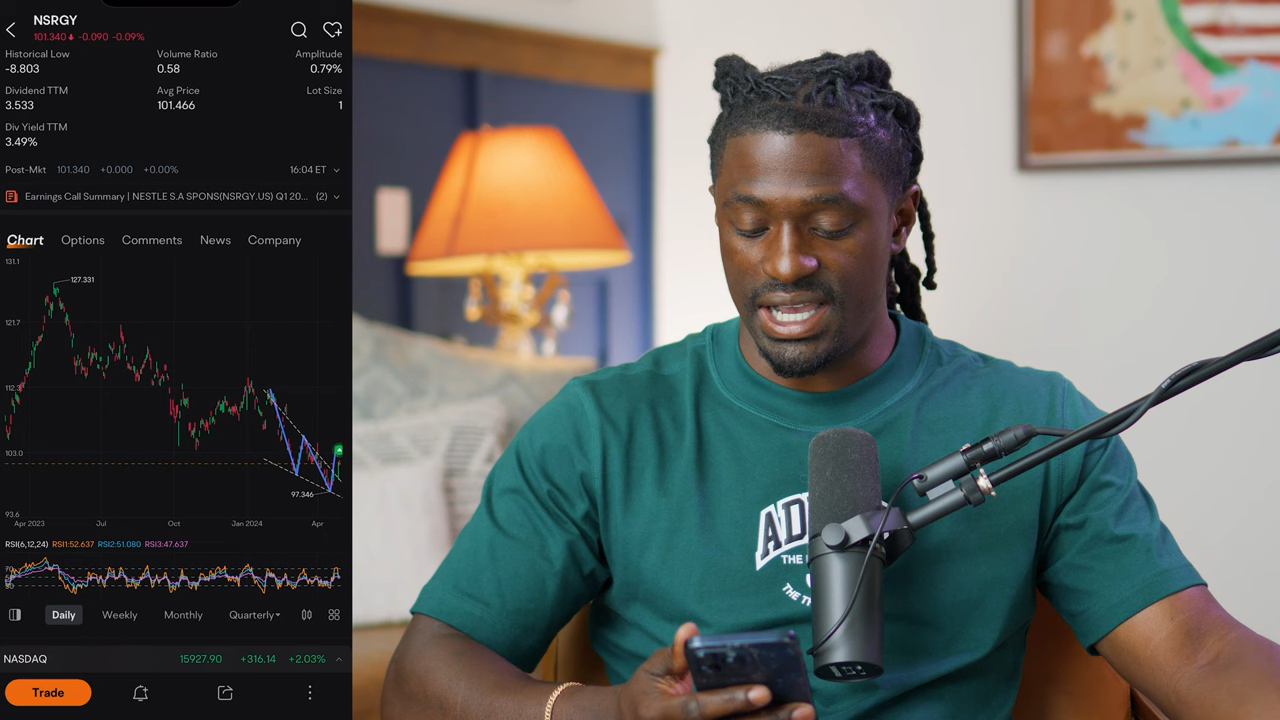 NSRGY
101.340 -0.090 -0.09%
Historical Low Volume Ratio Amplitude
-8.803 0.58 0.79%
Dividend TTM Avg Price Lot Size
3.533 101.466 1
Div Yield TTM
3.49%
Post-Mkt 101.340 +0.000 +0.00% 16:04 ET
Earnings Call Summary | NESTLE S.A SPONS(NSRGY.US) Q1 20... (2)
Chart Options Comments News Company
131.1
127.331
121.7
112.3
103.0
97.346
93.6
Apr 2023 Jul Oct Jan 2024 Apr
RSI(6,12,24) RSI1:52.637 RSI2:51.080 RSI3:47.637
70
Daily Weekly Monthly Quarterly
NASDAQ 15927.90 +316.14 +2.03%
Trade
THE